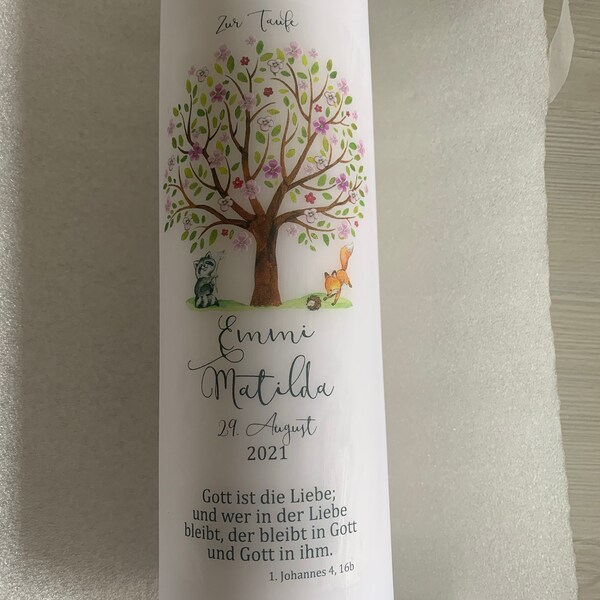 Zur Taufe
Emmi
Matilda
29. August
2021
Gott ist die Liebe;
und wer in der Liebe
bleibt, der bleibt in Gott
und Gott in ihm.
1. Johannes 4, 16b